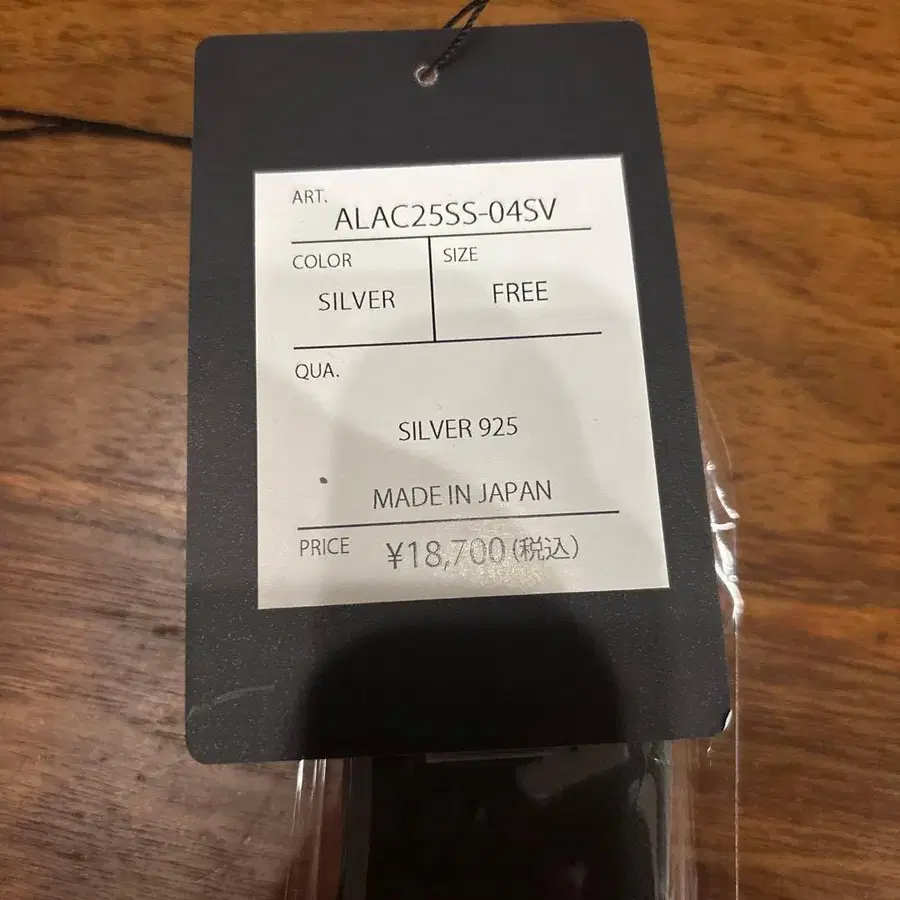 ART.
ALAC25SS-04SV
COLOR
SILVER
SIZE
FREE
QUA.
SILVER 925
MADE IN JAPAN
PRICE ¥18,700(税込)